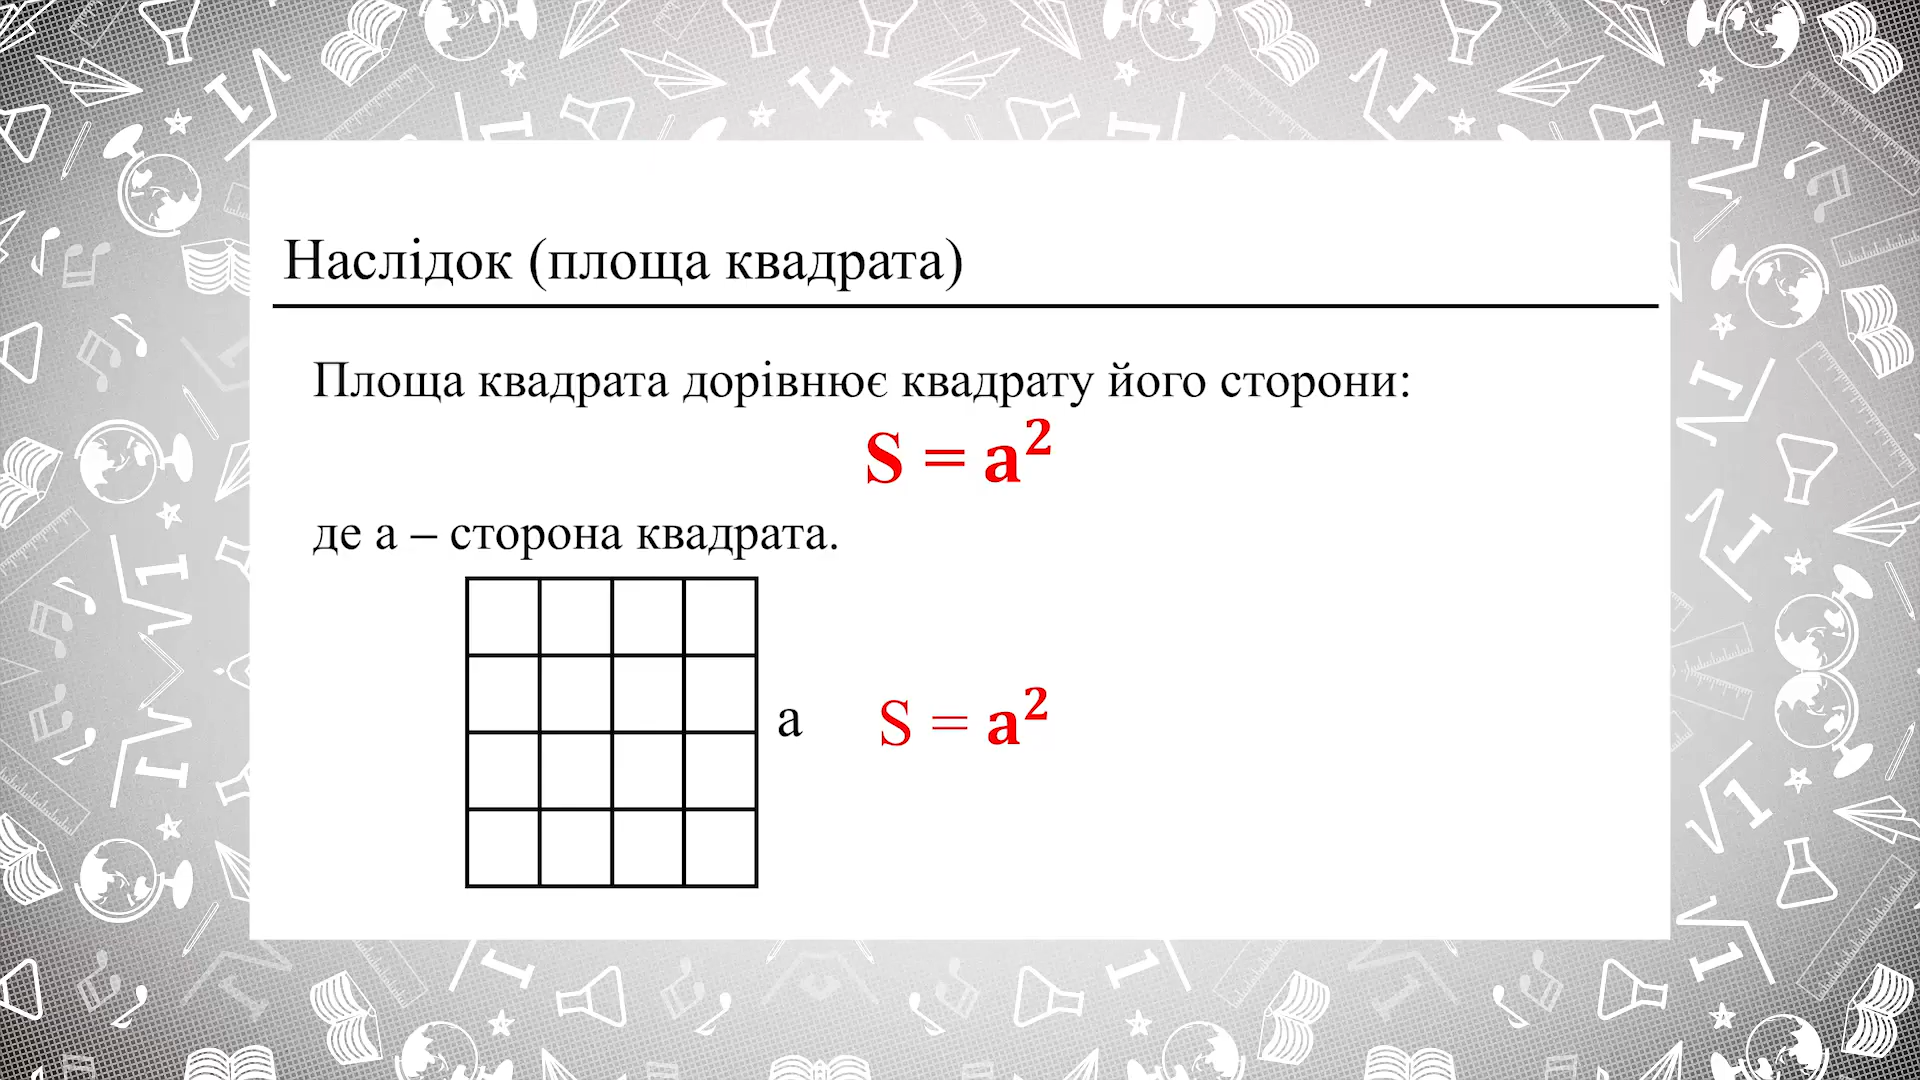 Наслідок (площа квадрата)
Площа квадрата дорівнює квадрату його сторони:
S = a²
де а – сторона квадрата.
а
S = a²